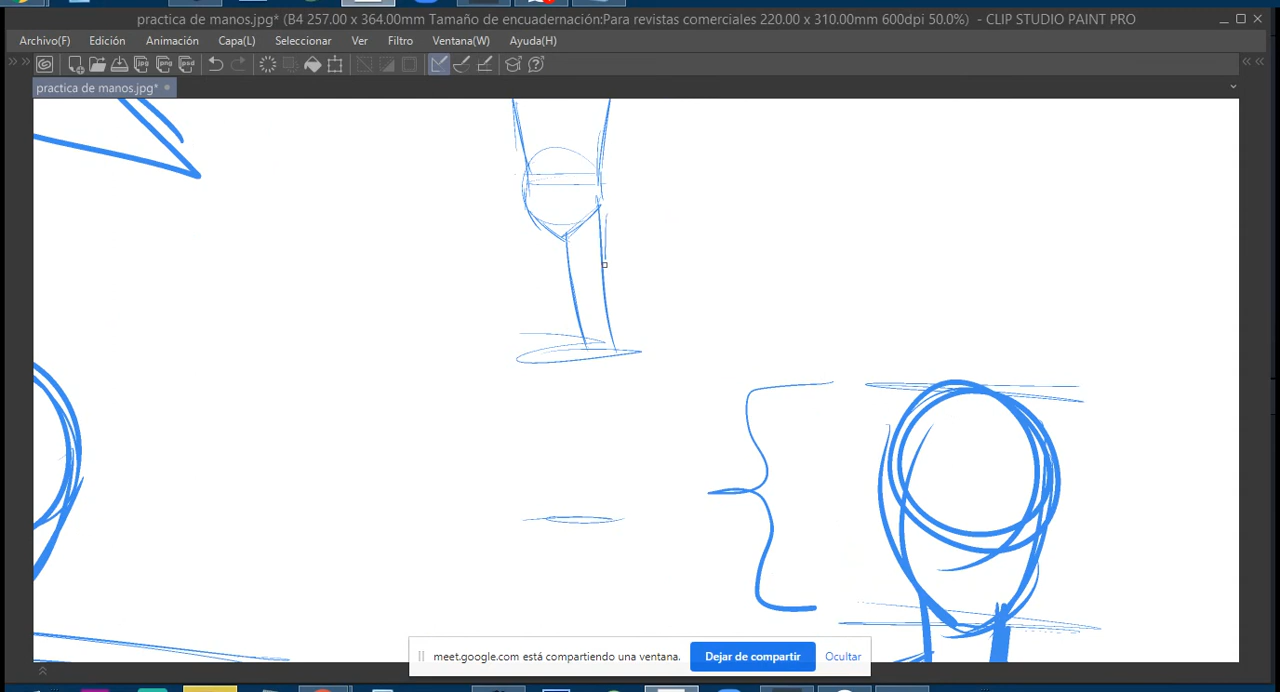 practica de manos.jpg* (B4 257.00 x 364.00mm Tamaño de encuadernación:Para revistas comerciales 220.00 x 310.00mm 600dpi 50.0%) - CLIP STUDIO PAINT PRO
Archivo(F) Edición Animación Capa(L) Seleccionar Ver Filtro Ventana(W) Ayuda(H)
practica de manos.jpg*
meet.google.com está compartiendo una ventana. Dejar de compartir Ocultar